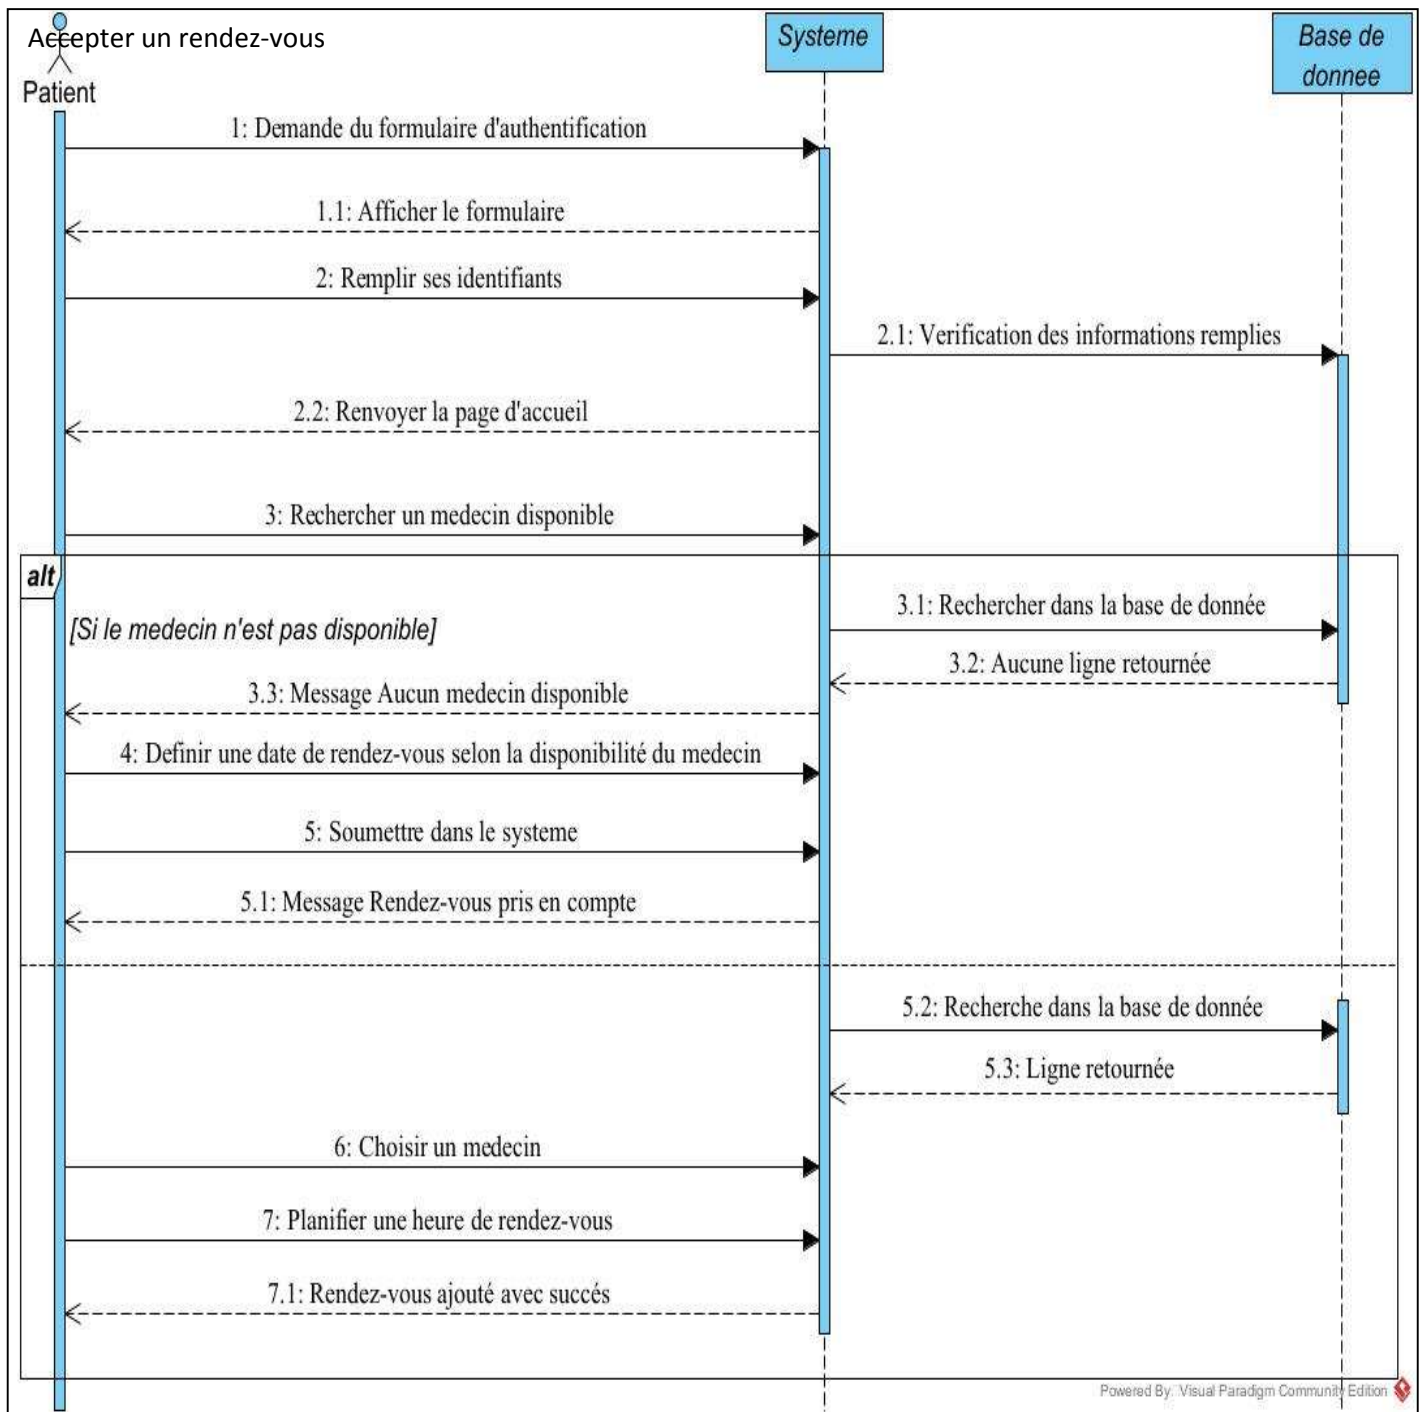 Accepter un rendez-vous
Patient
Systeme
Base de
donnee
1: Demande du formulaire d'authentification
1.1: Afficher le formulaire
2: Remplir ses identifiants
2.1: Verification des informations remplies
2.2: Renvoyer la page d'accueil
3: Rechercher un medecin disponible
alt
3.1: Rechercher dans la base de donnée
[Si le medecin n'est pas disponible]
3.2: Aucune ligne retournée
3.3: Message Aucun medecin disponible
4: Definir une date de rendez-vous selon la disponibilité du medecin
5: Soumettre dans le systeme
5.1: Message Rendez-vous pris en compte
5.2: Recherche dans la base de donnée
5.3: Ligne retournée
6: Choisir un medecin
7: Planifier une heure de rendez-vous
7.1: Rendez-vous ajouté avec succés
Powered By: Visual Paradigm Community Edition